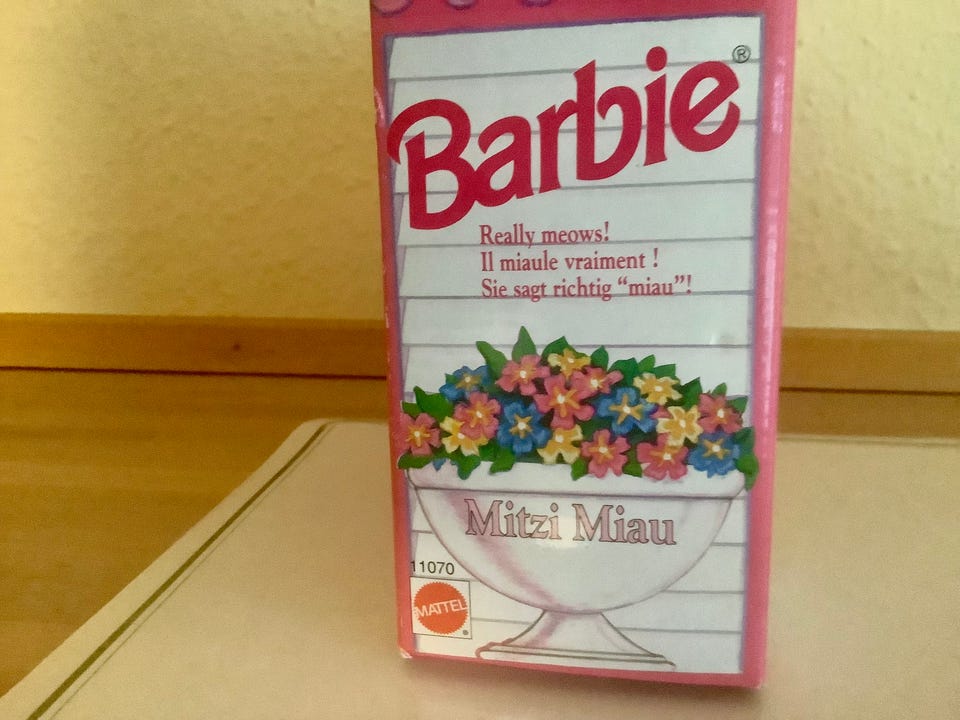 Barbie®
Really meows!
Il miaule vraiment !
Sie sagt richtig “miau”!
Mitzi Miau
11070
MATTEL®